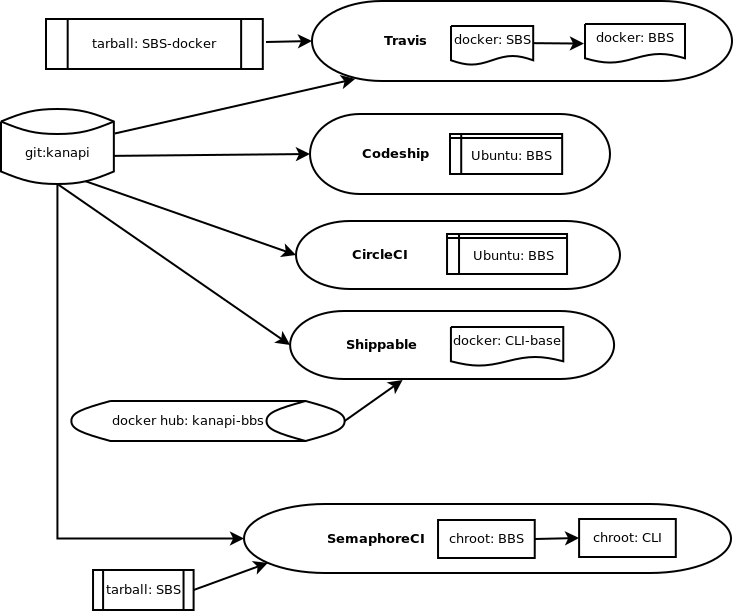 tarball: SBS-docker
Travis
docker: SBS
docker: BBS
git:kanapi
Codeship
Ubuntu: BBS
CircleCI
Ubuntu: BBS
Shippable
docker: CLI-base
docker hub: kanapi-bbs
SemaphoreCI
chroot: BBS
chroot: CLI
tarball: SBS